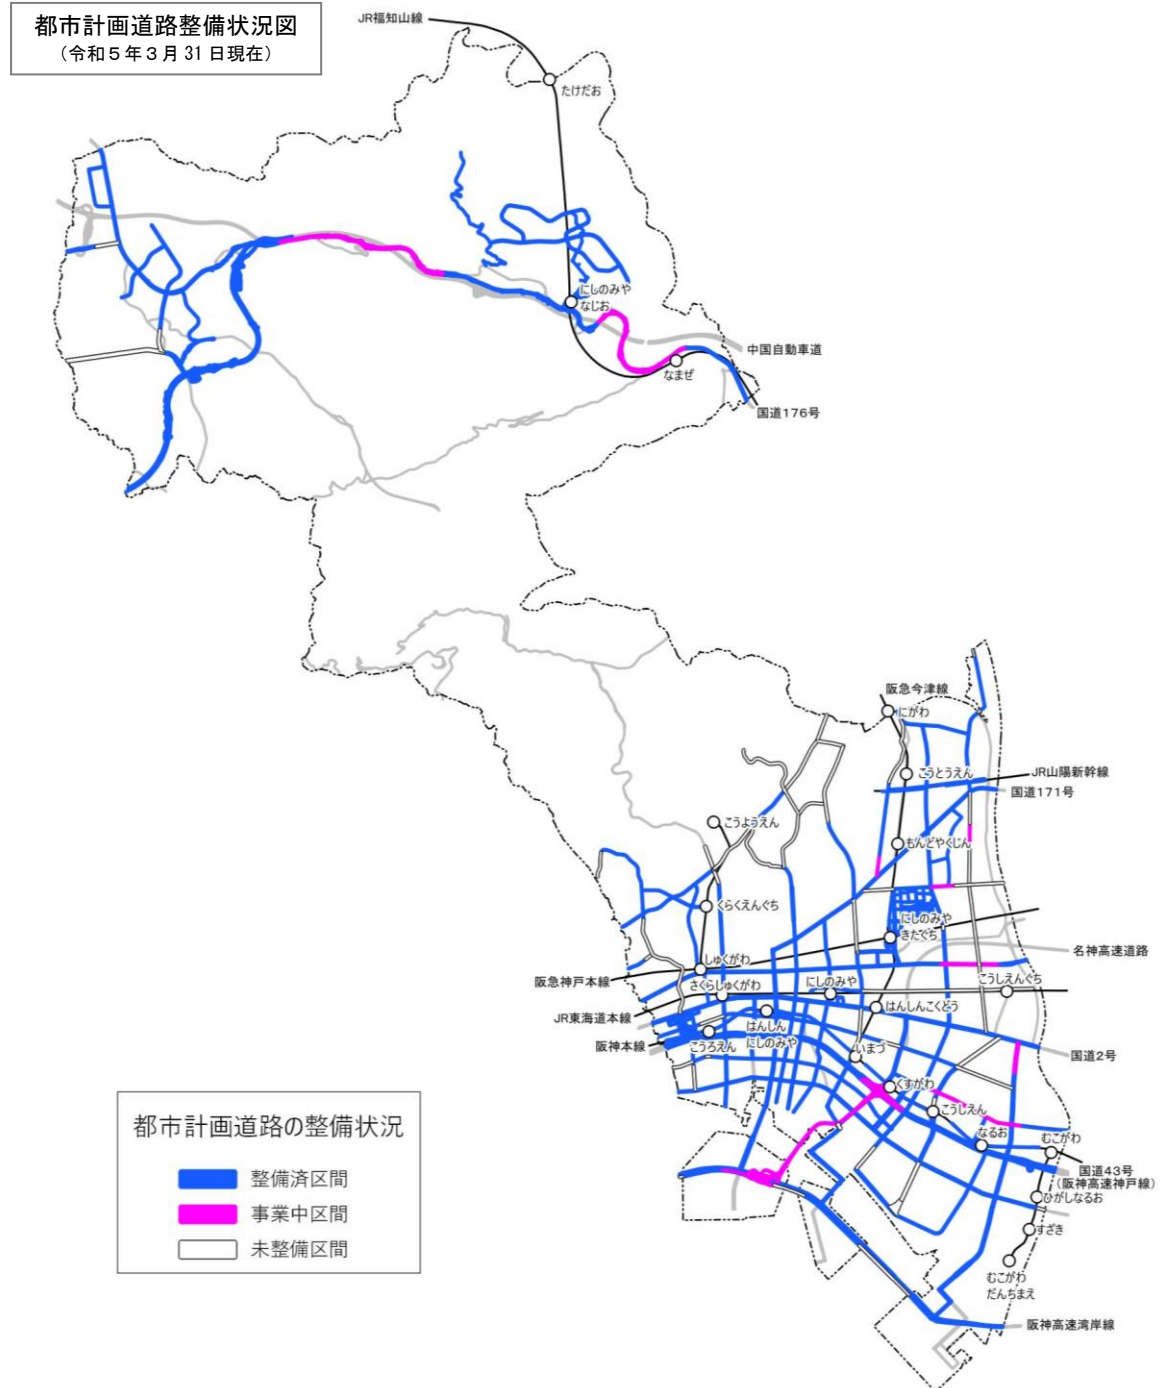 都市計画道路整備状況図
（令和５年３月 31 日現在）
JR福知山線
たけだお
にしのみや
なじお
中国自動車道
なまぜ
国道176号
阪急今津線
にがわ
JR山陽新幹線
こうとうえん
国道171号
こうようえん
もんどやくじん
くらくえんぐち
にしのみや
きたぐち
名神高速道路
しゅくがわ
阪急神戸本線
さくらしゅくがわ
にしのみや
こうしえんぐち
JR東海道本線
はんしんこくどう
阪神本線
こうろえん
はんしん
にしのみや
いまづ
国道2号
くすがわ
こうしえん
なるお
むこがわ
国道43号
（阪神高速神戸線）
ひがしなるお
すざき
むこがわ
だんちまえ
阪神高速湾岸線
都市計画道路の整備状況
整備済区間
事業中区間
未整備区間